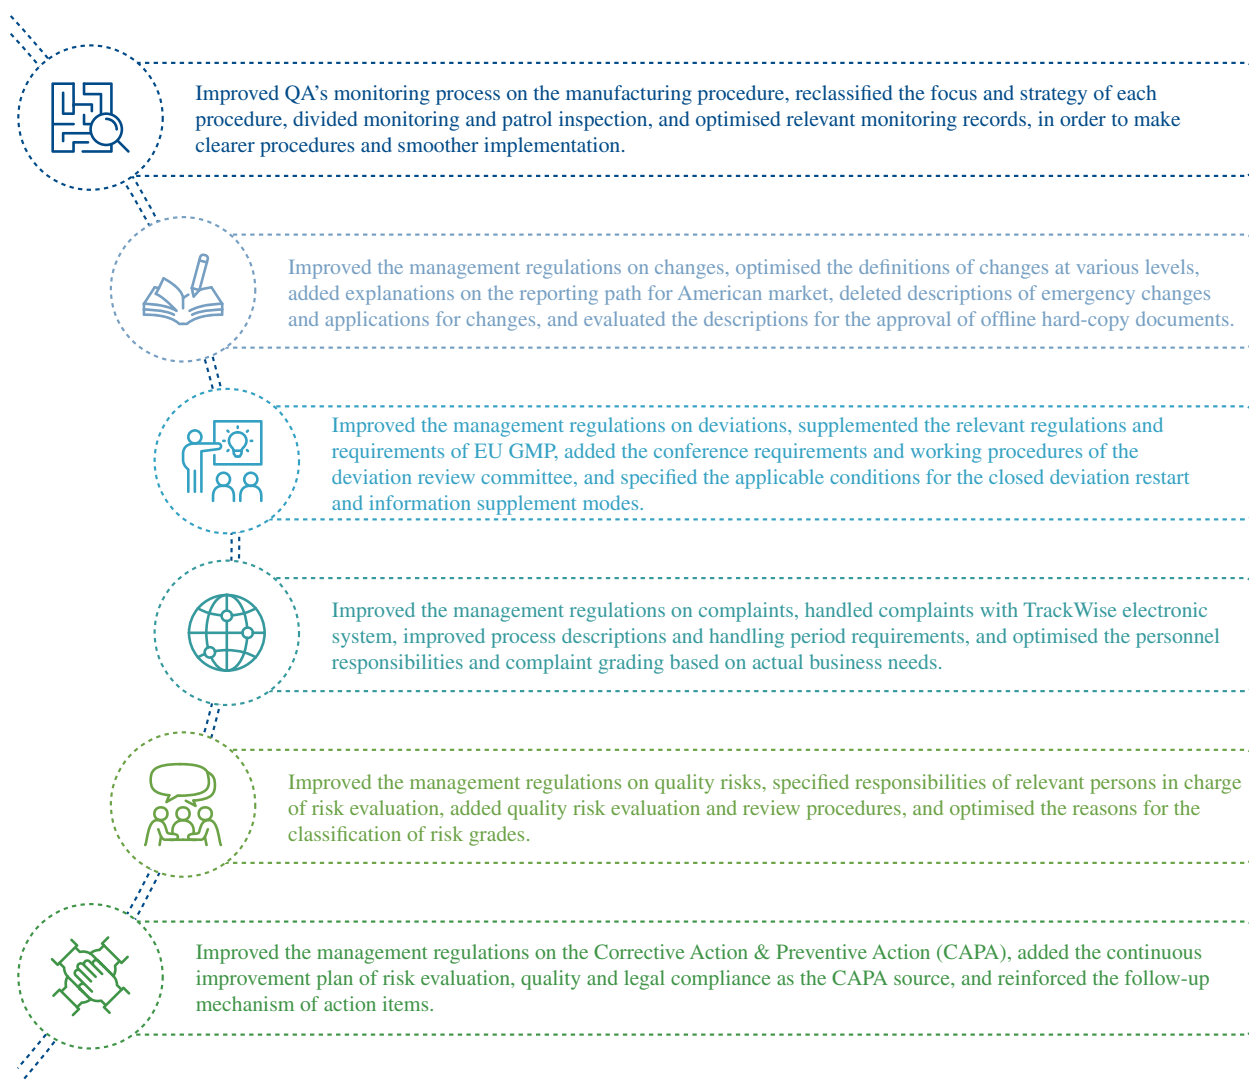 Improved QA’s monitoring process on the manufacturing procedure, reclassified the focus and strategy of each
procedure, divided monitoring and patrol inspection, and optimised relevant monitoring records, in order to make
clearer procedures and smoother implementation.
Improved the management regulations on changes, optimised the definitions of changes at various levels,
added explanations on the reporting path for American market, deleted descriptions of emergency changes
and applications for changes, and evaluated the descriptions for the approval of offline hard-copy documents.
Improved the management regulations on deviations, supplemented the relevant regulations and
requirements of EU GMP, added the conference requirements and working procedures of the
deviation review committee, and specified the applicable conditions for the closed deviation restart
and information supplement modes.
Improved the management regulations on complaints, handled complaints with TrackWise electronic
system, improved process descriptions and handling period requirements, and optimised the personnel
responsibilities and complaint grading based on actual business needs.
Improved the management regulations on quality risks, specified responsibilities of relevant persons in charge
of risk evaluation, added quality risk evaluation and review procedures, and optimised the reasons for the
classification of risk grades.
Improved the management regulations on the Corrective Action & Preventive Action (CAPA), added the continuous
improvement plan of risk evaluation, quality and legal compliance as the CAPA source, and reinforced the follow-up
mechanism of action items.